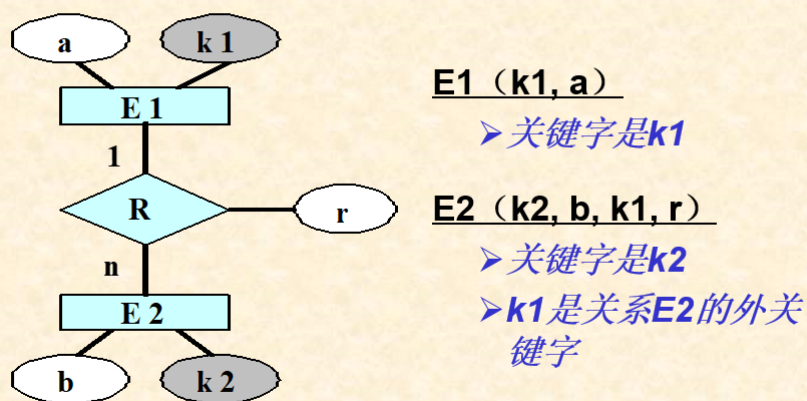 a
k 1
E 1
1
R
r
n
E 2
b
k 2
E1（k1, a）
➢关键字是k1
E2（k2, b, k1, r）
➢关键字是k2
➢k1是关系E2的外关
键字